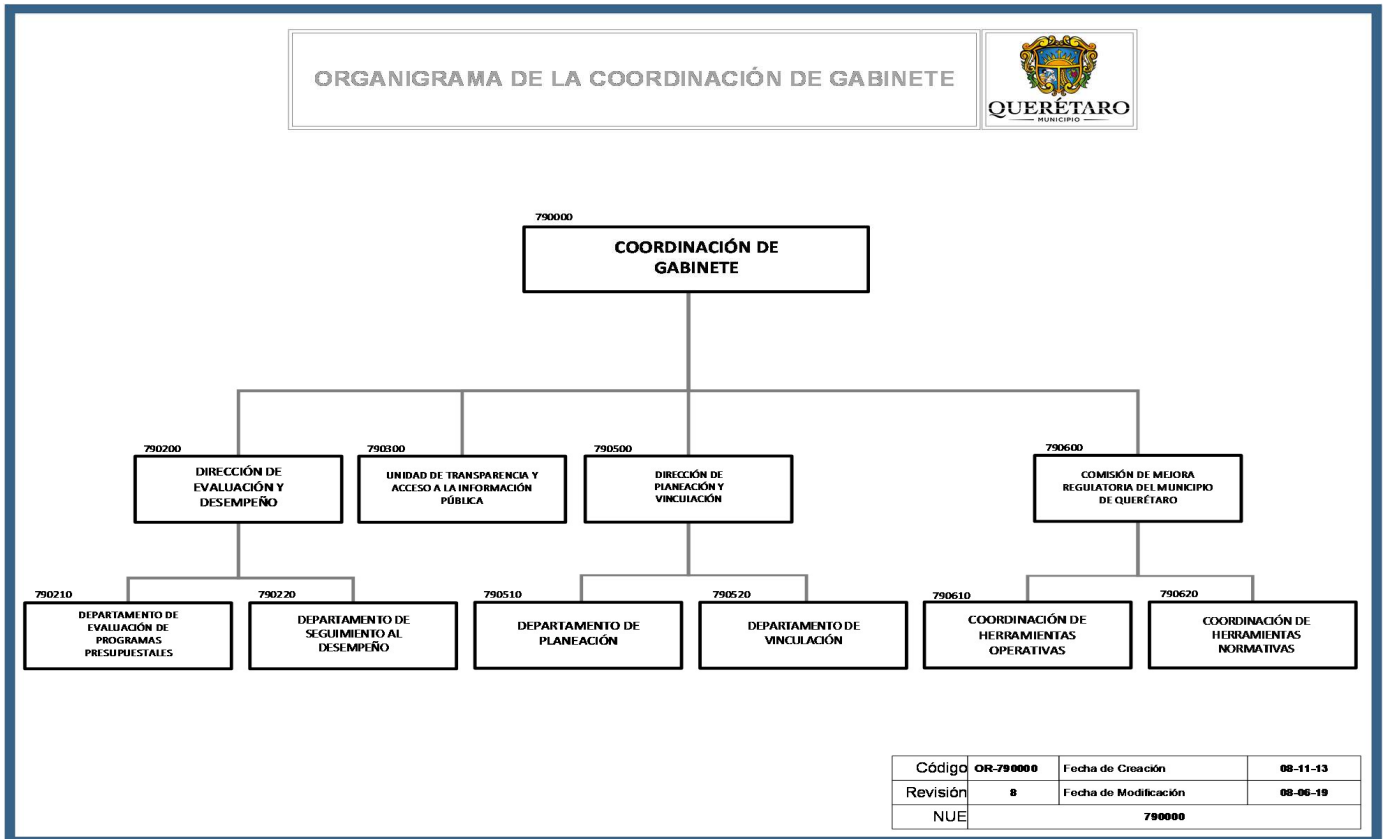 ORGANIGRAMA DE LA COORDINACIÓN DE GABINETE
QUERÉTARO
MUNICIPIO
790000
COORDINACIÓN DE
GABINETE
790200
DIRECCIÓN DE
EVALUACIÓN Y
DESEMPEÑO
790300
UNIDAD DE TRANSPARENCIA Y
ACCESO A LA INFORMACIÓN
PÚBLICA
790500
DIRECCIÓN DE
PLANEACIÓN Y
VINCULACIÓN
790600
COMISIÓN DE MEJORA
REGULATORIA DEL MUNICIPIO
DE QUERÉTARO
790210
DEPARTAMENTO DE
EVALUACIÓN DE
PROGRAMAS
PRESUPUESTALES
790220
DEPARTAMENTO DE
SEGUIMIENTO AL
DESEMPEÑO
790510
DEPARTAMENTO DE
PLANEACIÓN
790520
DEPARTAMENTO DE
VINCULACIÓN
790610
COORDINACIÓN DE
HERRAMIENTAS
OPERATIVAS
790620
COORDINACIÓN DE
HERRAMIENTAS
NORMATIVAS
Código OR-790000 Fecha de Creación 08-11-13
Revisión 8 Fecha de Modificación 08-06-19
NUE 790000